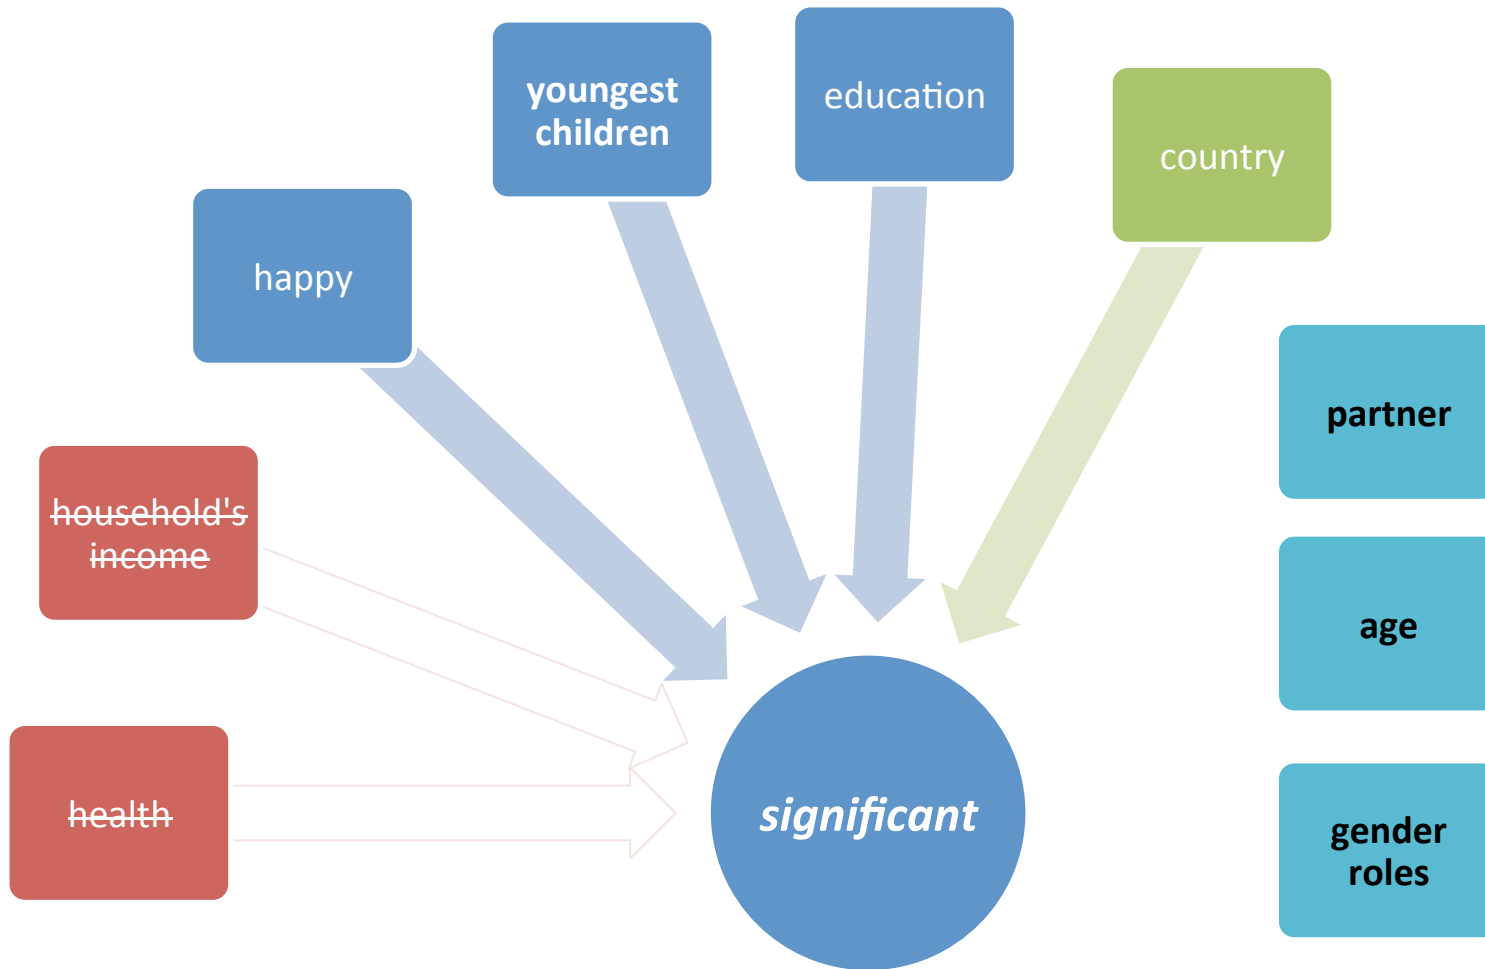 youngest
children
education
country
happy
partner
household's
income
age
health
significant
gender
roles